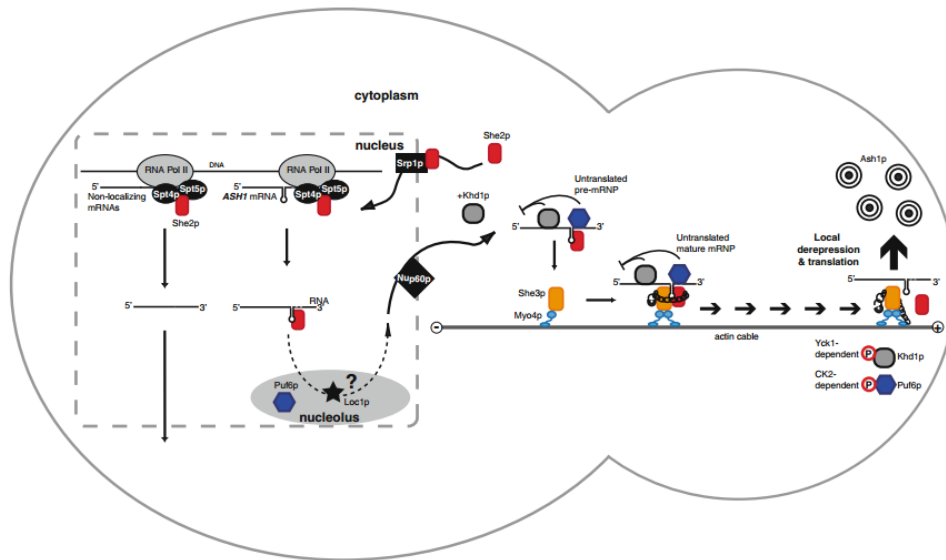 cytoplasm
nucleus
She2p
Srp1p
RNA Pol II
DNA
RNA Pol II
5'
Spt4p
Spt5p
5'
Spt4p
Spt5p
Non-localizing
mRNAs
ASH1 mRNA
She2p
+Khd1p
Untranslated
pre-mRNP
5'
3'
Ash1p
Untranslated
mature mRNP
Local
derepression
& translation
Nup60p
5'
3'
5'
3'
5'
3'
5'
3'
RNA
She3p
Myo4p
-
+
actin cable
Yck1-
dependent
P
Khd1p
CK2-
dependent
P
Puf6p
Puf6p
?
Loc1p
nucleolus